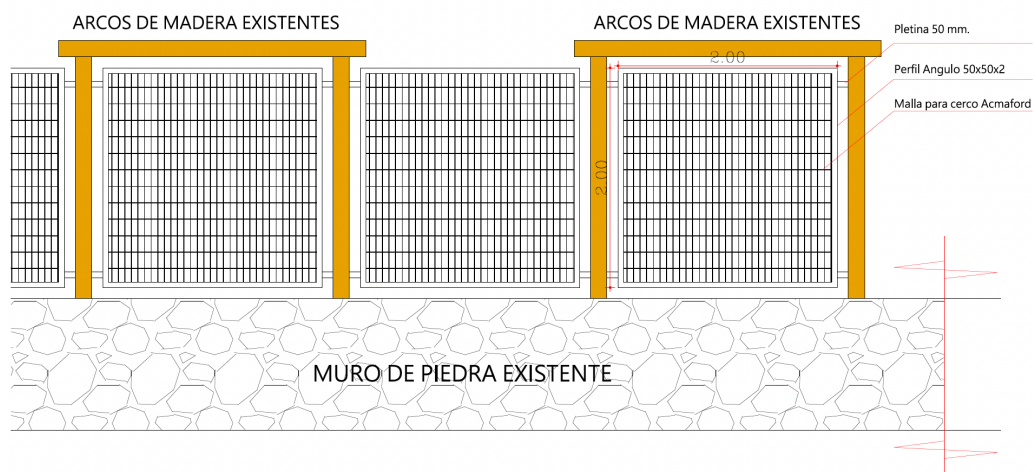 ARCOS DE MADERA EXISTENTES
ARCOS DE MADERA EXISTENTES
Pletina 50 mm.
2.00
Perfil Angulo 50x50x2
Malla para cerco Acmaford
2.00
MURO DE PIEDRA EXISTENTE